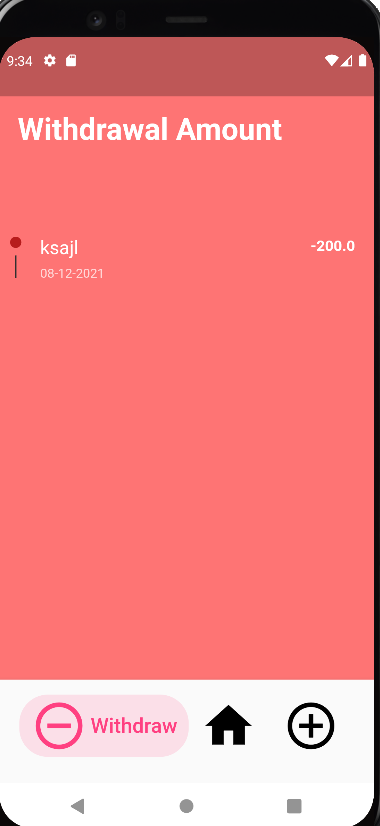 9:34
Withdrawal Amount
ksajl
-200.0
08-12-2021
Withdraw